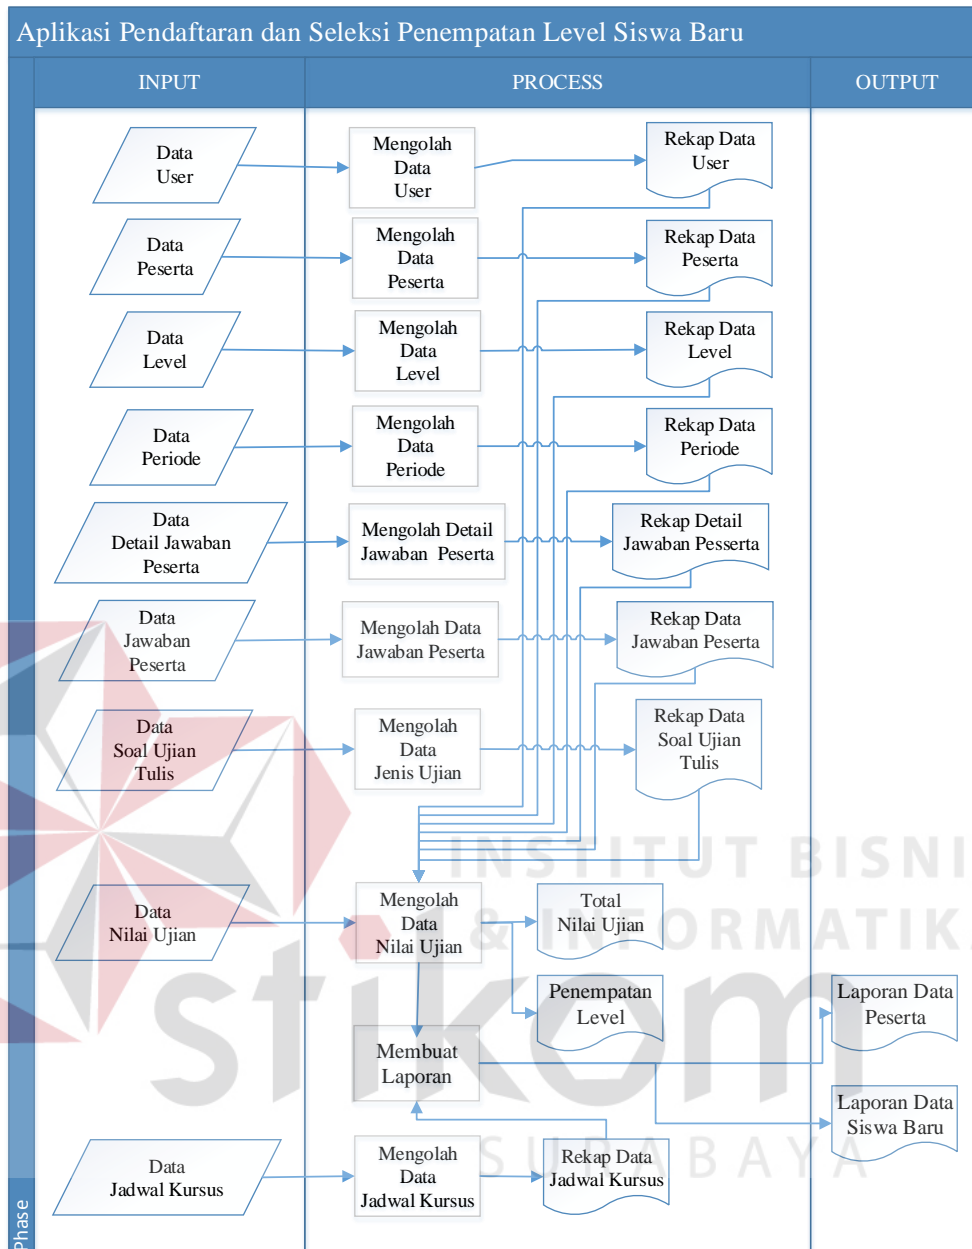 Aplikasi Pendaftaran dan Seleksi Penempatan Level Siswa Baru
INPUT
PROCESS
OUTPUT
Data
User
Mengolah
Data
User
Rekap Data
User
Data
Peserta
Mengolah
Data
Peserta
Rekap Data
Peserta
Data
Level
Mengolah
Data
Level
Rekap Data
Level
Data
Periode
Mengolah
Data
Periode
Rekap Data
Periode
Data
Detail Jawaban
Peserta
Mengolah Detail
Jawaban Peserta
Rekap Detail
Jawaban Pesserta
Data
Jawaban
Peserta
Mengolah Data
Jawaban Peserta
Rekap Data
Jawaban Peserta
Data
Soal Ujian
Tulis
Mengolah
Data
Jenis Ujian
Rekap Data
Soal Ujian
Tulis
INSTITUT BISNI
& INFORMATIK
stikom
SURABAYA
Data
Nilai Ujian
Mengolah
Data
Nilai Ujian
Total
Nilai Ujian
Penempatan
Level
Laporan Data
Peserta
Membuat
Laporan
Laporan Data
Siswa Baru
Data
Jadwal Kursus
Mengolah
Data
Jadwal Kursus
Rekap Data
Jadwal Kursus
Phase